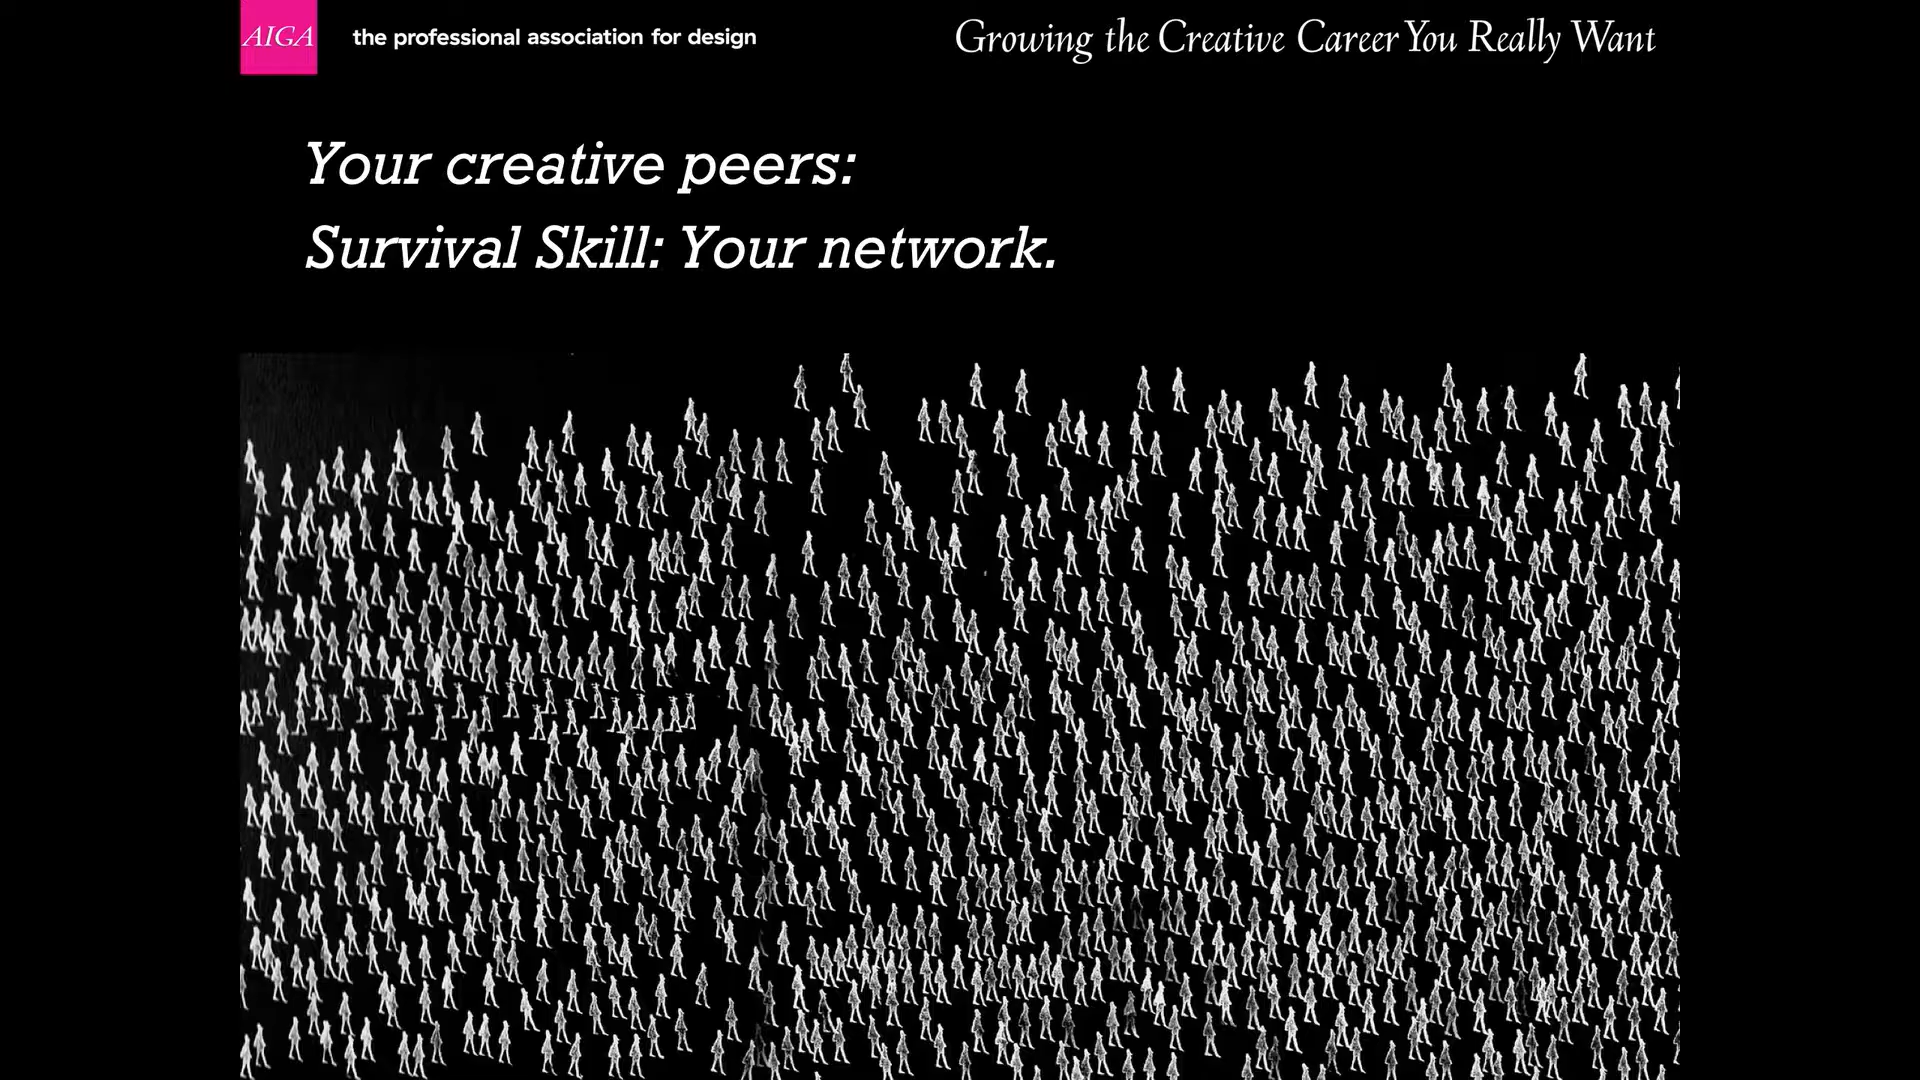 AIGA
the professional association for design
Growing the Creative Career You Really Want
Your creative peers:
Survival Skill: Your network.